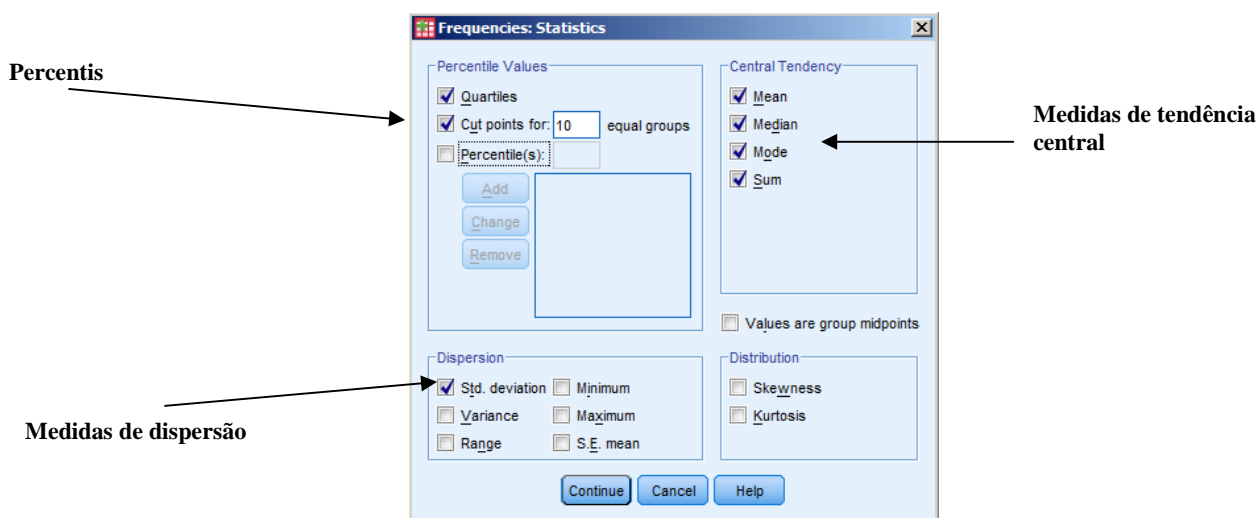 Frequencies: Statistics
Percentis
Percentile Values
Quartiles
Cut points for: 10 equal groups
Percentile(s):
Add
Change
Remove
Central Tendency
Mean
Median
Mode
Sum
Medidas de tendência
central
Values are group midpoints
Dispersion
Std. deviation Minimum
Variance Maximum
Range S.E. mean
Medidas de dispersão
Distribution
Skewness
Kurtosis
Continue Cancel Help